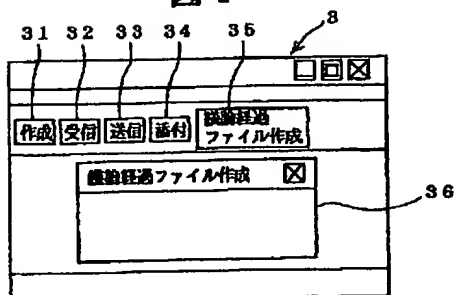 31 32 33 34 35
3
作成 受信 送信 添付 議論経過
ファイル作成
議論経過ファイル作成
36